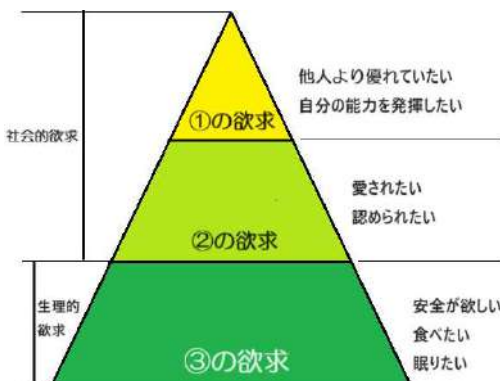 他人より優れていたい
自分の能力を発揮したい
①の欲求
社会的欲求
愛されたい
認められたい
②の欲求
生理的
欲求
安全が欲しい
食べたい
眠りたい
③の欲求